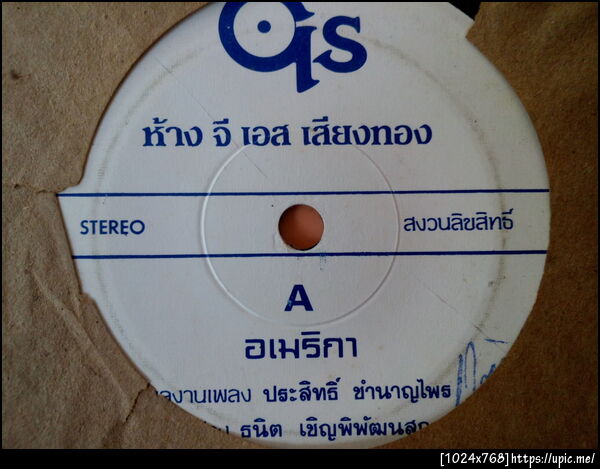 ห้าง จี เอส เสียงทอง
STEREO
สงวนลิขสิทธิ์
A
อเมริกา
ลงานเพลง ประสิทธิ์ ชำนาญไพร
ธนิต เชิญพิพัฒนส
[1024x768]https://upic.me/